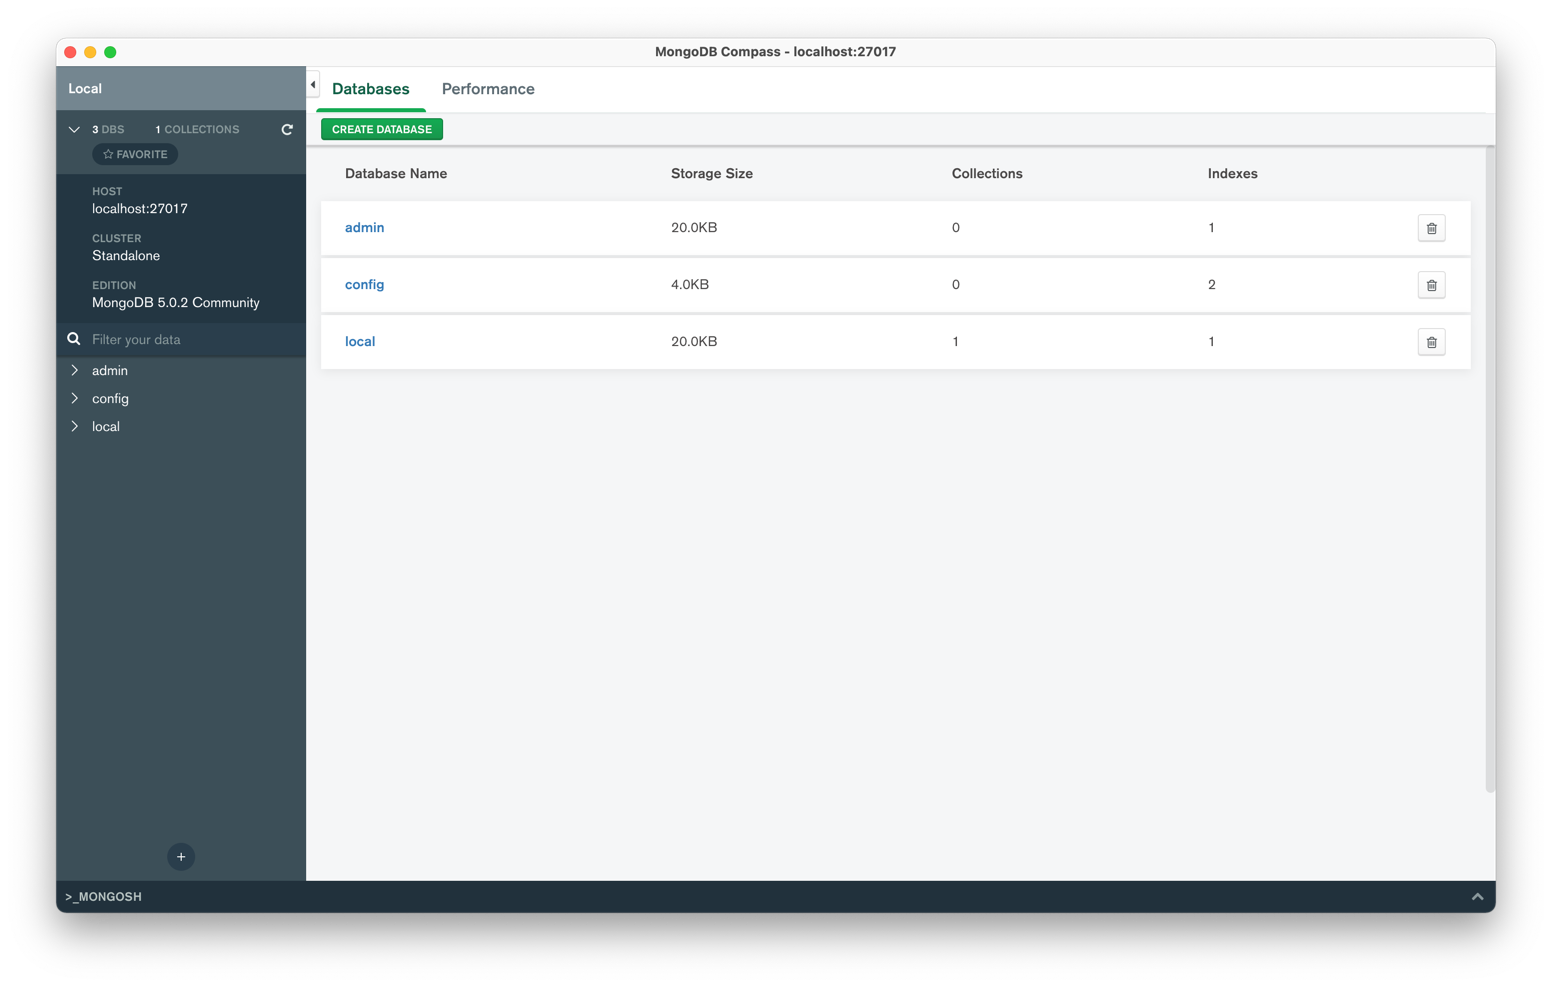 MongoDB Compass - localhost:27017
Local
Databases Performance
3 DBS 1 COLLECTIONS
FAVORITE
CREATE DATABASE
HOST
localhost:27017
CLUSTER
Standalone
EDITION
MongoDB 5.0.2 Community
Filter your data
admin
config
local
Database Name Storage Size Collections Indexes
admin 20.0KB 0 1
config 4.0KB 0 2
local 20.0KB 1 1
+
>_MONGOSH